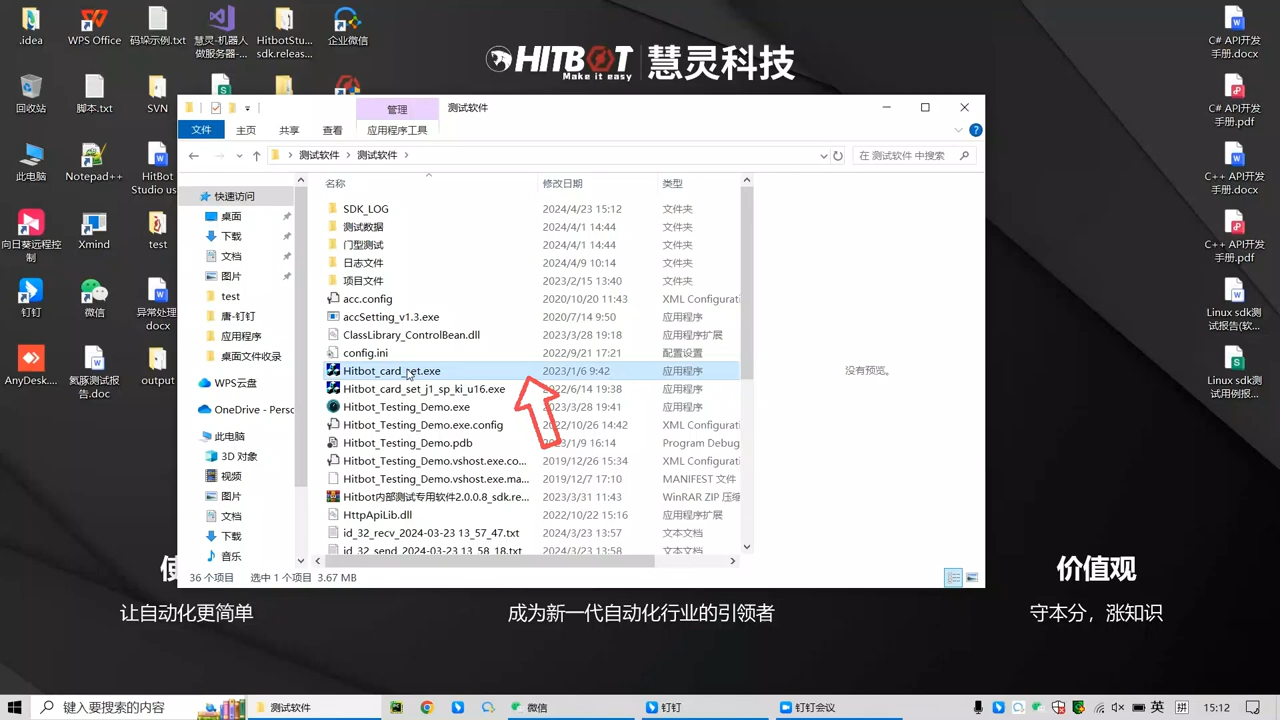 .idea
WPS Office
码垛示例.txt
慧灵-机器人做服务器-...
HitbotStu... sdk.releas...
企业微信
HITBOT 慧灵科技
Make it easy
C# API开发手册.docx
回收站
脚本.txt
SVN
C# API开发手册.pdf
管理
测试软件
文件
主页
共享
查看
应用程序工具
测试软件
测试软件
在 测试软件 中搜索
此电脑
Notepad++
HitBot Studio us
C++ API开发手册.docx
名称
修改日期
类型
快速访问
桌面
下载
文档
图片
test
唐-钉钉
应用程序
桌面文件收录
WPS云盘
OneDrive - Perso
此电脑
3D 对象
视频
图片
文档
下载
音乐
SDK_LOG 2024/4/23 15:12 文件夹
测试数据 2024/4/1 14:44 文件夹
门型测试 2024/4/1 14:44 文件夹
日志文件 2024/4/9 10:14 文件夹
项目文件 2023/2/15 13:40 文件夹
acc.config 2020/10/20 11:43 XML Configurati
accSetting_v1.3.exe 2020/7/14 9:50 应用程序
ClassLibrary_ControlBean.dll 2023/3/28 19:18 应用程序扩展
config.ini 2022/9/21 17:21 配置设置
Hitbot_card_set.exe 2023/1/6 9:42 应用程序
Hitbot_card_set_j1_sp_ki_u16.exe 2022/6/14 19:38 应用程序
Hitbot_Testing_Demo.exe 2023/3/28 19:41 应用程序
Hitbot_Testing_Demo.exe.config 2022/10/26 14:42 XML Configurati
Hitbot_Testing_Demo.pdb 2023/1/9 16:14 Program Debug
Hitbot_Testing_Demo.vshost.exe.co... 2019/12/26 15:34 XML Configurati
Hitbot_Testing_Demo.vshost.exe.ma... 2019/12/7 17:10 MANIFEST 文件
Hitbot内部测试专用软件2.0.0.8_sdk.re... 2023/3/31 11:43 WinRAR ZIP 压缩
HttpApiLib.dll 2022/10/22 15:16 应用程序扩展
id_32_recv_2024-03-23 13_57_47.txt 2024/3/23 13:57 文本文档
id_32_send_2024-03-23 13_58_18.txt 2024/3/23 13:58 文本文档
没有预览。
36 个项目 选中 1 个项目 3.67 MB
向日葵远程控制
Xmind
test
C++ API开发手册.pdf
钉钉
微信
异常处理 docx
Linux sdk测试报告(软...
AnyDesk....
氦豚测试报告.doc
output
Linux sdk测试用例报...
使
价值观
让自动化更简单
成为新一代自动化行业的引领者
守本分，涨知识
键入要搜索的内容
测试软件
微信
钉钉
钉钉会议
英
拼
15:12